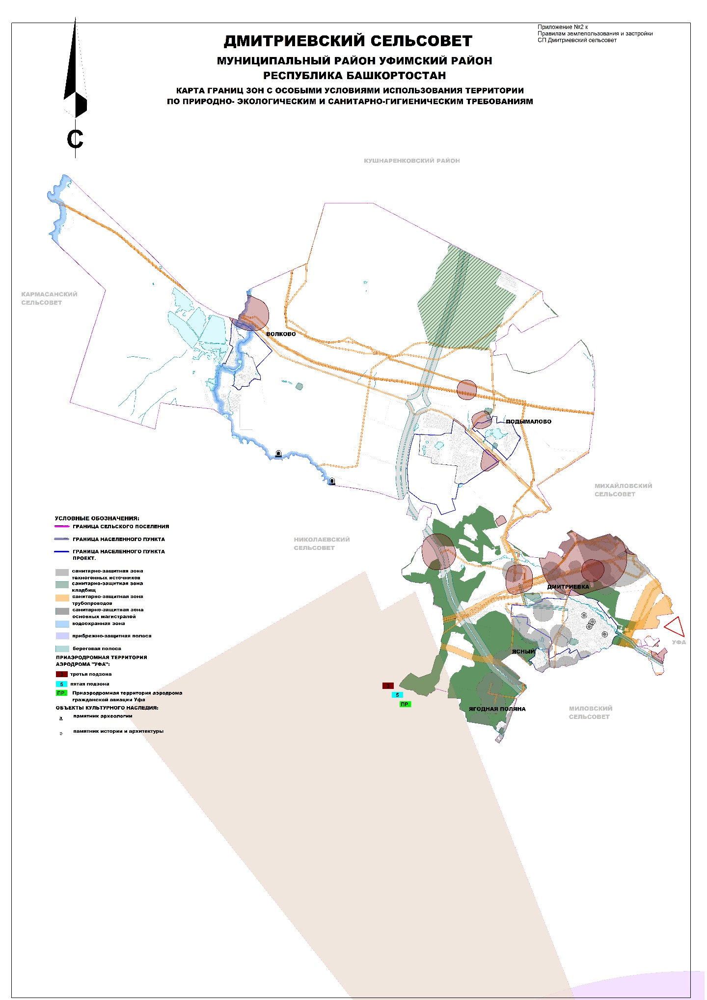 Приложение №2 к
Правилам землепользования и застройки
СП Дмитриевский сельсовет
ДМИТРИЕВСКИЙ СЕЛЬСОВЕТ
МУНИЦИПАЛЬНЫЙ РАЙОН УФИМСКИЙ РАЙОН
РЕСПУБЛИКА БАШКОРТОСТАН
КАРТА ГРАНИЦ ЗОН С ОСОБЫМИ УСЛОВИЯМИ ИСПОЛЬЗОВАНИЯ ТЕРРИТОРИИ
ПО ПРИРОДНО- ЭКОЛОГИЧЕСКИМ И САНИТАРНО-ГИГИЕНИЧЕСКИМ ТРЕБОВАНИЯМ
С
КУШНАРЕНКОВСКИЙ РАЙОН
КАРМАСАНСКИЙ
СЕЛЬСОВЕТ
ВОЛКОВО
ПОДЫМАЛОВО
МИХАЙЛОВСКИЙ
СЕЛЬСОВЕТ
НИКОЛАЕВСКИЙ
СЕЛЬСОВЕТ
ДМИТРИЕВКА
УФА
ЯСНЫЙ
ЯГОДНАЯ ПОЛЯНА
МИЛОВСКИЙ
СЕЛЬСОВЕТ
3
5
ПР.
УСЛОВНЫЕ ОБОЗНАЧЕНИЯ:
ГРАНИЦА СЕЛЬСКОГО ПОСЕЛЕНИЯ
ГРАНИЦА НАСЕЛЕННОГО ПУНКТА
ГРАНИЦА НАСЕЛЕННОГО ПУНКТА
ПРОЕКТ.
санитарно-защитная зона
техногенных источников
санитарно-защитная зона
кладбищ
санитарно-защитная зона
трубопроводов
санитарно-защитная зона
основных магистралей
водоохранная зона
прибрежно-защитная полоса
береговая полоса
ПРИАЭРОДРОМНАЯ ТЕРРИТОРИЯ
АЭРОДРОМА "УФА":
3 третья подзона
5 пятая подзона
ПР. Приаэродромная территория аэродрома
гражданской авиации Уфа
ОБЪЕКТЫ КУЛЬТУРНОГО НАСЛЕДИЯ:
памятник археологии
памятник истории и архитектуры